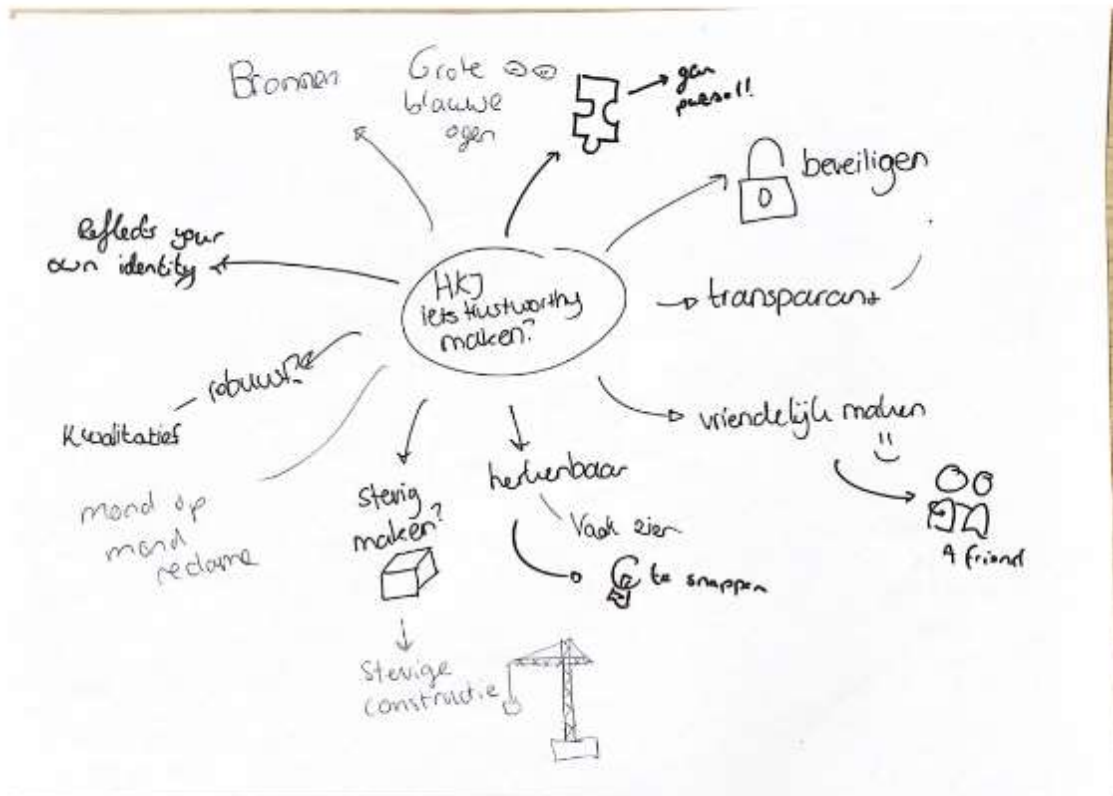 Bronnen
Grote
blauwe
ogen
geen
puzzel!
beveiligen
Reflects your
own identity
HKJ
iets trustworthy
maken?
transparant
robuust?
Kwalitatief
vriendelijk maken
mond op
mond
reclame
stevig
maken?
herkenbaar
Vaak zien
te snappen
A friend
Stevige
constructie